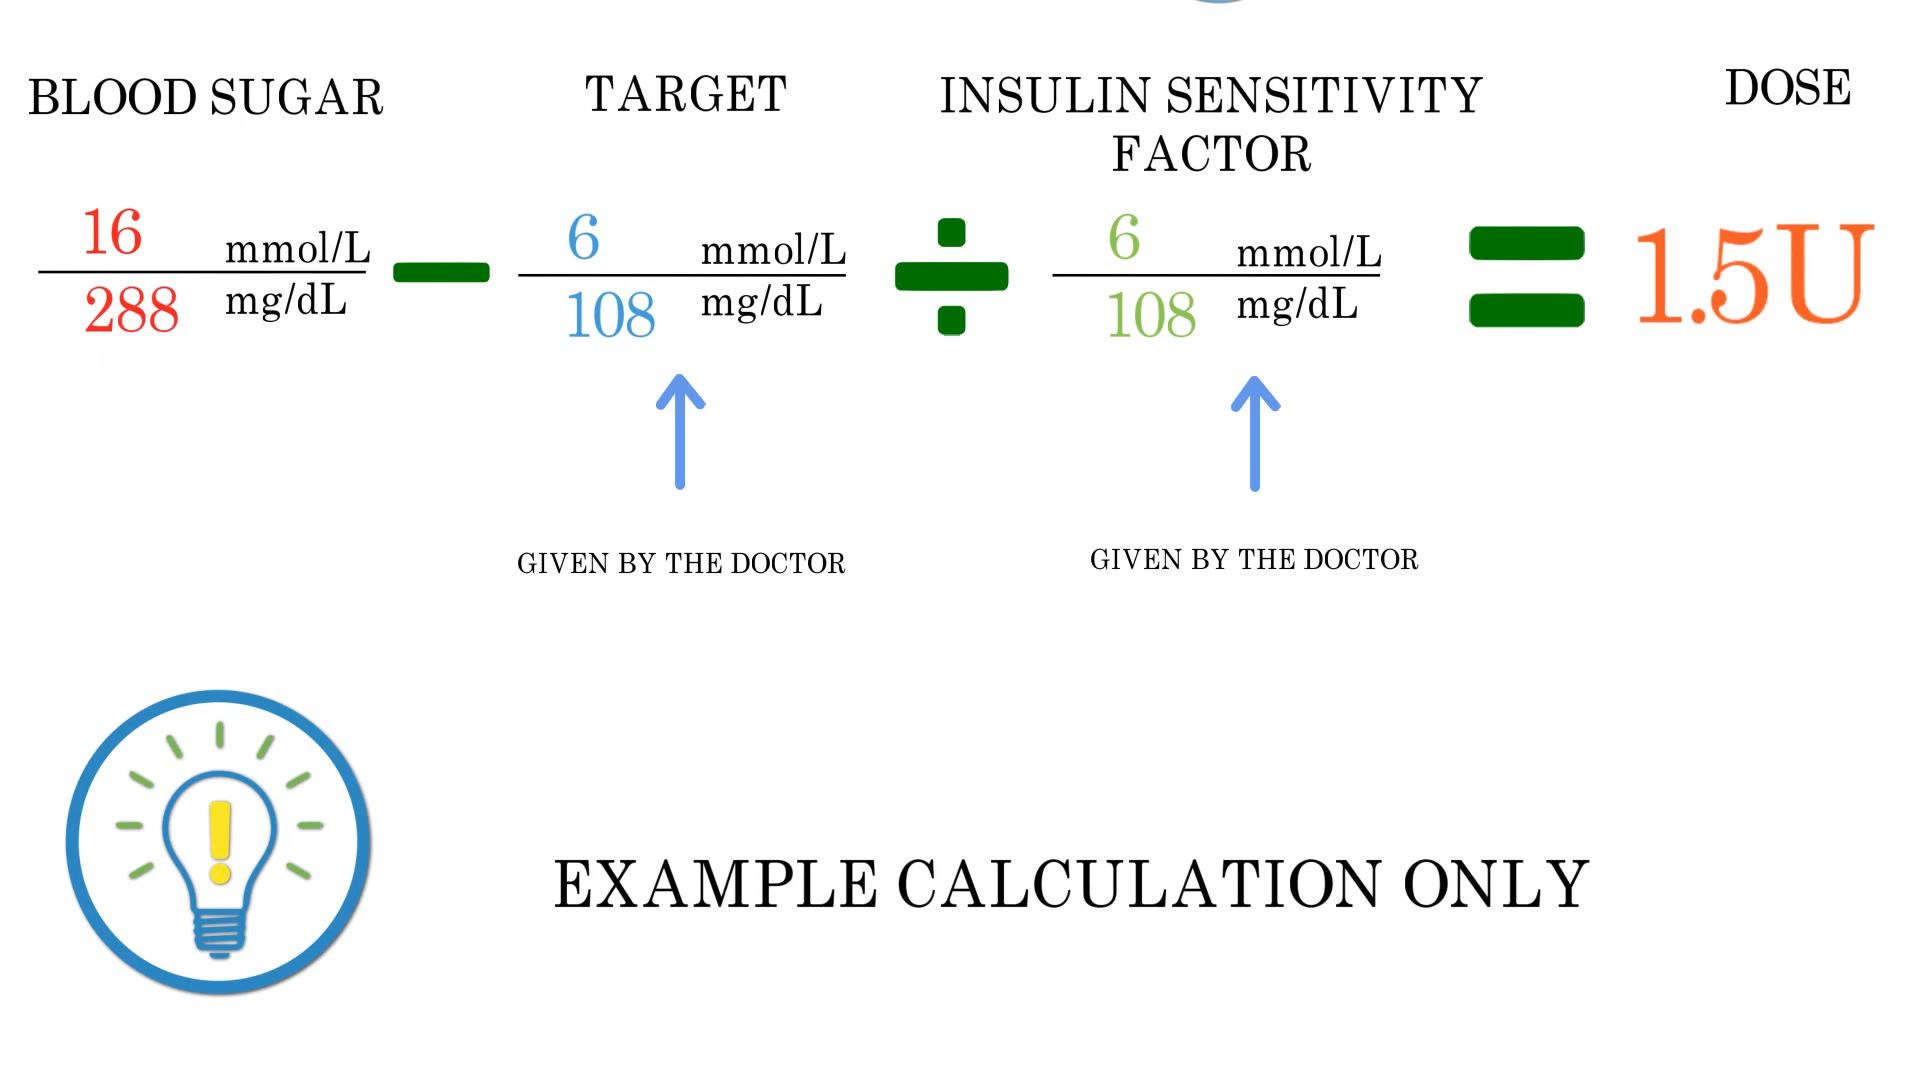 BLOOD SUGAR
TARGET
INSULIN SENSITIVITY
FACTOR
DOSE
16 mmol/L
288 mg/dL
6 mmol/L
108 mg/dL
÷
6 mmol/L
108 mg/dL
=
1.5U
GIVEN BY THE DOCTOR
GIVEN BY THE DOCTOR
!
EXAMPLE CALCULATION ONLY